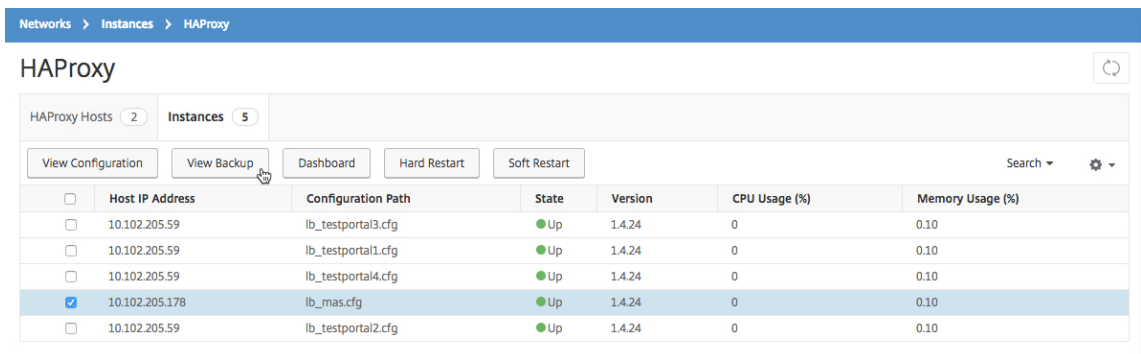 Networks > Instances > HAProxy
HAProxy
HAProxy Hosts 2 Instances 5
View Configuration View Backup Dashboard Hard Restart Soft Restart Search
Host IP Address Configuration Path State Version CPU Usage (%) Memory Usage (%)
10.102.205.59 lb_testportal3.cfg Up 1.4.24 0 0.10
10.102.205.59 lb_testportal1.cfg Up 1.4.24 0 0.10
10.102.205.59 lb_testportal4.cfg Up 1.4.24 0 0.10
10.102.205.178 lb_mas.cfg Up 1.4.24 0 0.10
10.102.205.59 lb_testportal2.cfg Up 1.4.24 0 0.10